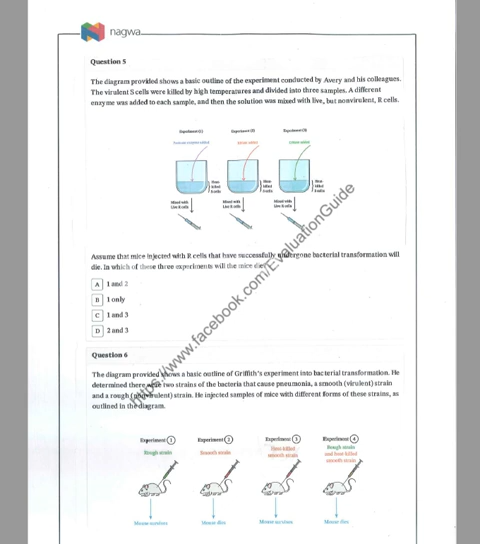 nagwa
Question 5
The diagram provided shows a basic outline of the experiment conducted by Avery and his colleagues.
The virulent S cells were killed by high temperatures and divided into three samples. A different
enzyme was added to each sample, and then the solution was mixed with live, but nonvirulent, R cells.
Experiment (1) Experiment (2) Experiment (3)
Mixed with Mixed with Mixed with
Live R cells Live R cells Live R cells
Assume that mice injected with R cells that have successfully undergone bacterial transformation will
die. In which of these three experiments will the mice die?
A 1 and 2
B 1 only
C 1 and 3
D 2 and 3
https://www.facebook.com/EvaluationGuide
Question 6
The diagram provided shows a basic outline of Griffith's experiment into bacterial transformation. He
determined there were two strains of the bacteria that cause pneumonia, a smooth (virulent) strain
and a rough (nonvirulent) strain. He injected samples of mice with different forms of these strains, as
outlined in the diagram.
Experiment 1 Experiment 2 Experiment 3 Experiment 4
Rough strain Smooth strain Heat-killed smooth strain Rough strain and heat-killed smooth strain
Mouse survives Mouse dies Mouse survives Mouse dies